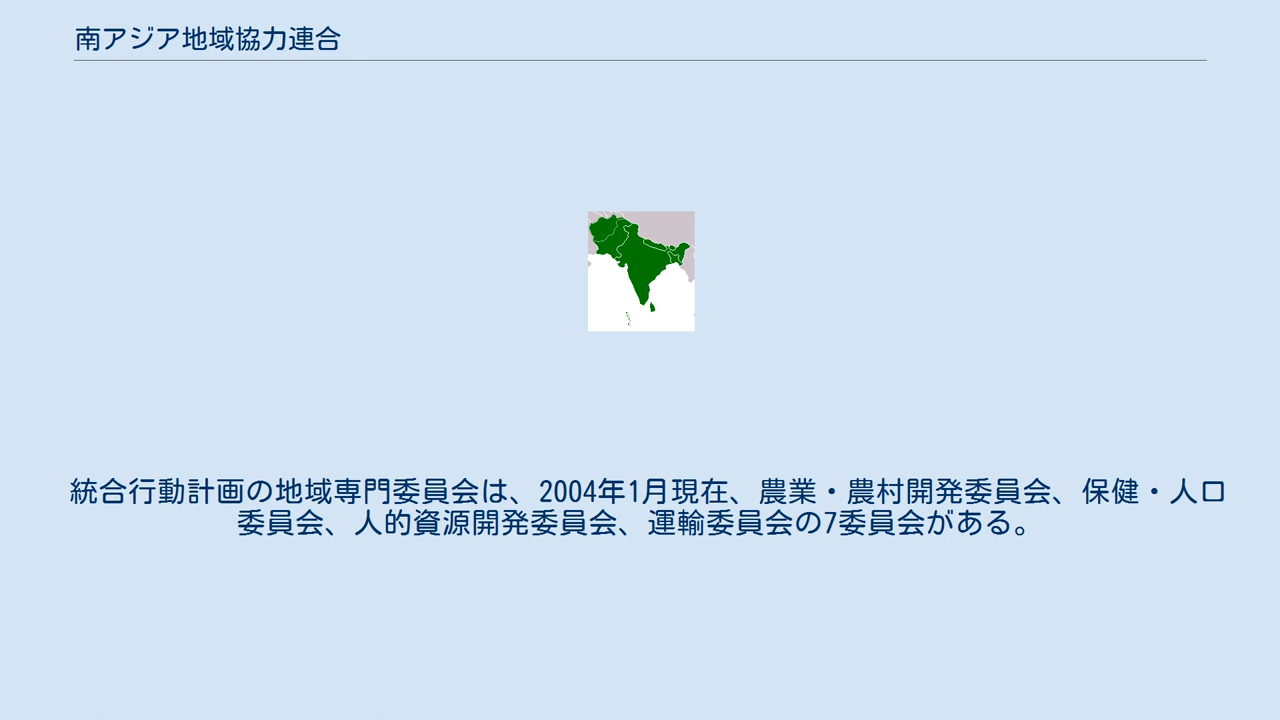 南アジア地域協力連合
統合行動計画の地域専門委員会は、2004年1月現在、農業・農村開発委員会、保健・人口
委員会、人的資源開発委員会、運輸委員会の7委員会がある。